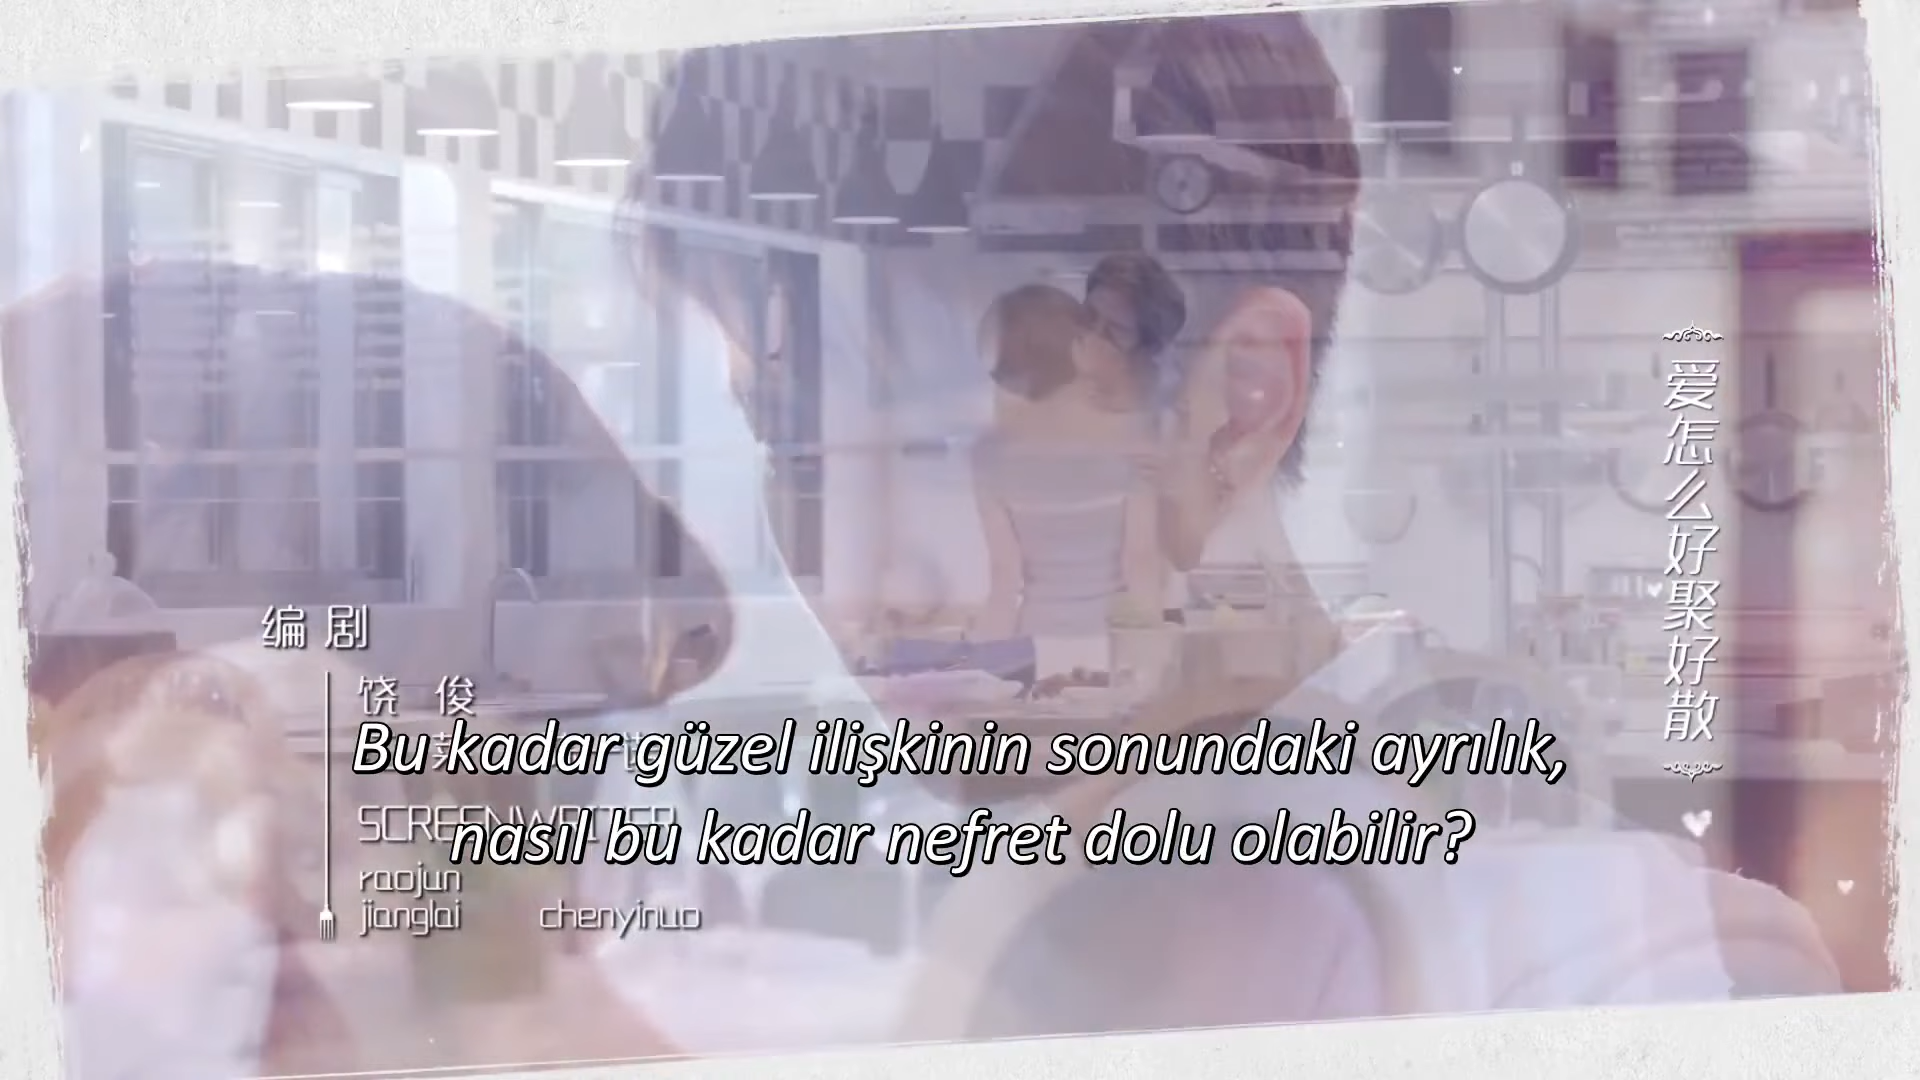 编剧
饶俊
Bu kadar güzel ilişkinin sonundaki ayrılık,
nasıl bu kadar nefret dolu olabilir?
SCREENWRITER
raojun
jianglai chenyinuo
爱怎么好聚好散